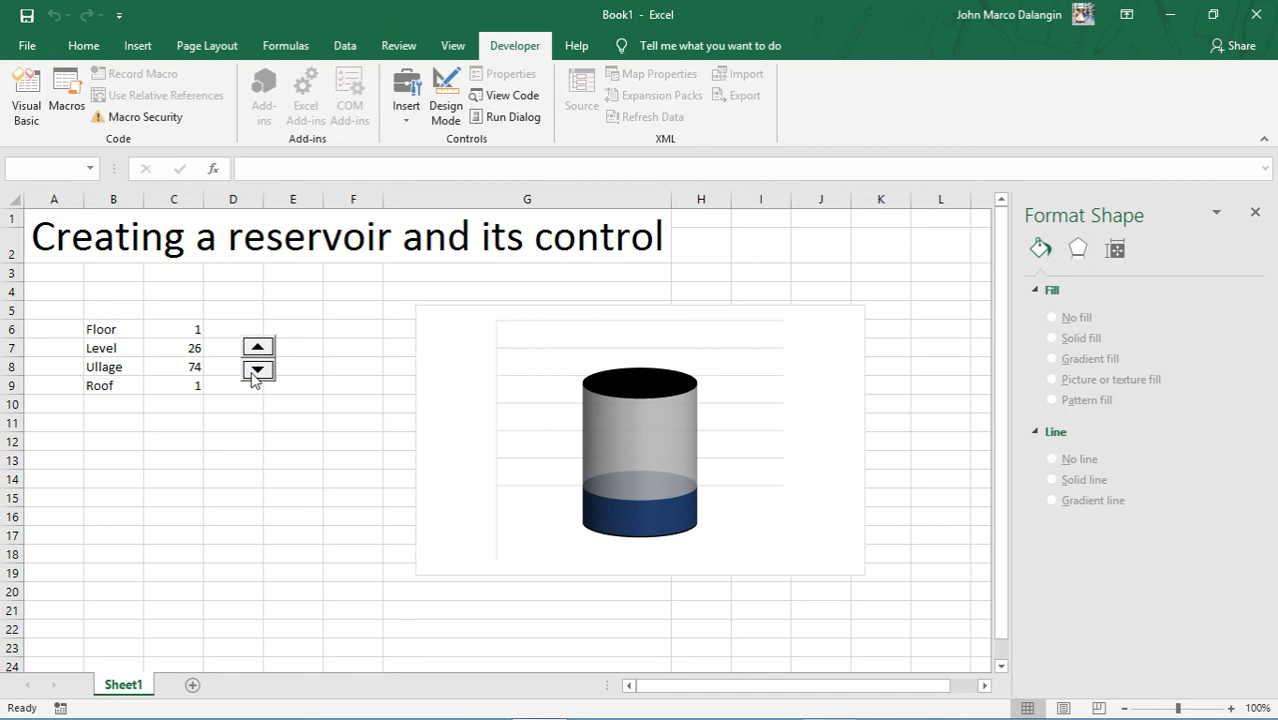 Book1 - Excel
John Marco Dalangin
File Home Insert Page Layout Formulas Data Review View Developer Help Tell me what you want to do Share
Visual Basic
Macros
Record Macro
Use Relative References
Macro Security
Code
Add-ins
Excel Add-ins
COM Add-ins
Add-ins
Insert
Design Mode
Properties
View Code
Run Dialog
Controls
Source
Map Properties
Expansion Packs
Refresh Data
Import
Export
XML
fx
A B C D E F G H I J K L
1
2 Creating a reservoir and its control
3
4
5
6 Floor 1
7 Level 26
8 Ullage 74
9 Roof 1
10
11
12
13
14
15
16
17
18
19
20
21
22
23
24
Format Shape
Fill
No fill
Solid fill
Gradient fill
Picture or texture fill
Pattern fill
Line
No line
Solid line
Gradient line
Sheet1
Ready
100%